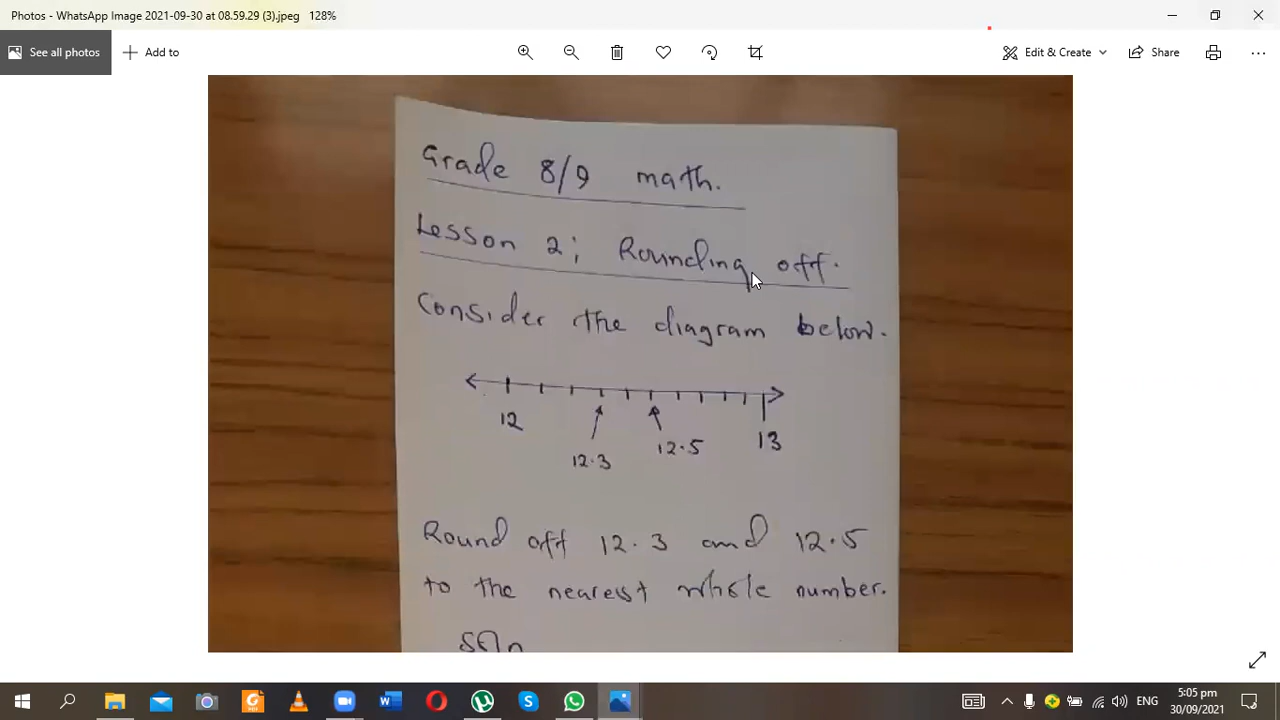 Photos - WhatsApp Image 2021-09-30 at 08.59.29 (3).jpeg 128%
See all photos
Add to
Edit & Create
Share
Grade 8/9 math.
Lesson 2; Rounding off.
Consider the diagram below.
12
12.3
12.5
13
Round off 12.3 and 12.5
to the nearest whole number.
Soln
ENG
5:05 pm
30/09/2021